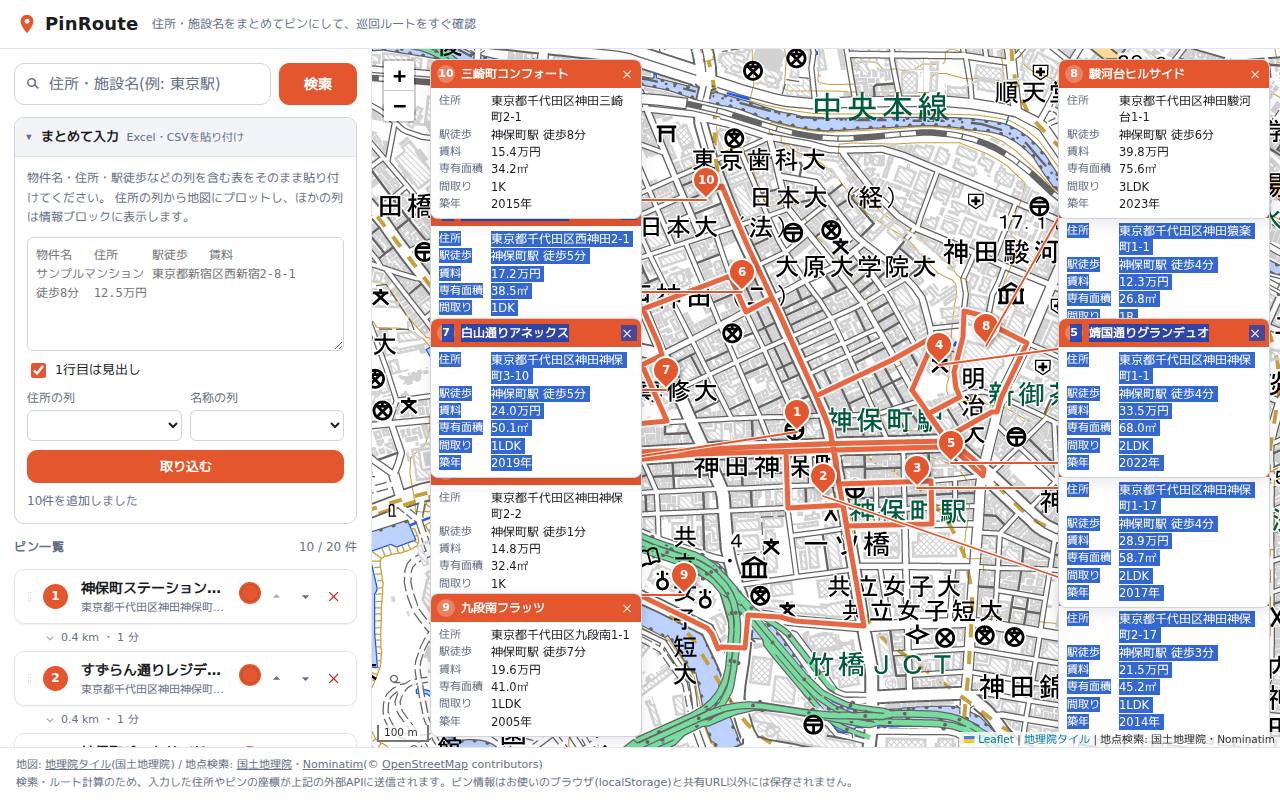 PinRoute
住所・施設名をまとめてピンにして、巡回ルートをすぐ確認
住所・施設名(例: 東京駅)
検索
まとめて入力 Excel・CSVを貼り付け
物件名・住所・駅徒歩などの列を含む表をそのまま貼り付
けてください。 住所の列から地図にプロットし、ほかの列
は情報ブロックに表示します。
物件名 住所 駅徒歩 賃料
サンプルマンション 東京都新宿区西新宿2-8-1
徒歩8分 12.5万円
1行目は見出し
住所の列 名称の列
取り込む
10件を追加しました
ピン一覧 10 / 20 件
1 神保町ステーション…
東京都千代田区神田神保町…
0.4 km ・ 1 分
2 すずらん通りレジデ…
東京都千代田区神田神保町…
0.4 km ・ 1 分
+
−
10 三崎町コンフォート ×
住所 東京都千代田区神田三崎
町2-1
駅徒歩 神保町駅 徒歩8分
賃料 15.4万円
専有面積 34.2㎡
間取り 1K
築年 2015年
住所 東京都千代田区西神田2-1
駅徒歩 神保町駅 徒歩5分
賃料 17.2万円
専有面積 38.5㎡
間取り 1DK
7 白山通りアネックス ×
住所 東京都千代田区神田神保
町3-10
駅徒歩 神保町駅 徒歩5分
賃料 24.0万円
専有面積 50.1㎡
間取り 1LDK
築年 2019年
住所 東京都千代田区神田神保
町2-2
駅徒歩 神保町駅 徒歩1分
賃料 14.8万円
専有面積 32.4㎡
間取り 1K
9 九段南フラッツ ×
住所 東京都千代田区九段南1-1
駅徒歩 神保町駅 徒歩7分
賃料 19.6万円
専有面積 41.0㎡
間取り 1LDK
築年 2005年
100 m
中央本線
順天
東京歯科大
10
日本大（経）
田橋
日本大（法）
17. 1
神田駿河
大原大学院大
6
8
4
7
大
明治大
新御茶
1
神保町駅
5
神田神保町
2
3
神保町駅
神
一ツ橋
4
共立女子大
共立女子短大
9
短大
竹橋ＪＣＴ
神田錦
8 駿河台ヒルサイド ×
住所 東京都千代田区神田駿河
台1-1
駅徒歩 神保町駅 徒歩6分
賃料 39.8万円
専有面積 75.6㎡
間取り 3LDK
築年 2023年
住所 東京都千代田区神田猿楽
町1-1
駅徒歩 神保町駅 徒歩4分
賃料 12.3万円
専有面積 26.8㎡
間取り 1R
5 靖国通りグランデュオ ×
住所 東京都千代田区神田神保
町1-1
駅徒歩 神保町駅 徒歩4分
賃料 33.5万円
専有面積 68.0㎡
間取り 2LDK
築年 2022年
住所 東京都千代田区神田神保
町1-17
駅徒歩 神保町駅 徒歩4分
賃料 28.9万円
専有面積 58.7㎡
間取り 2LDK
築年 2017年
住所 東京都千代田区神田神保
町2-17
駅徒歩 神保町駅 徒歩3分
賃料 21.5万円
専有面積 45.2㎡
間取り 1LDK
築年 2014年
Leaflet | 地理院タイル | 地点検索: 国土地理院・Nominatim
地図: 地理院タイル(国土地理院) / 地点検索: 国土地理院・Nominatim(© OpenStreetMap contributors)
検索・ルート計算のため、入力した住所やピンの座標が上記の外部APIに送信されます。ピン情報はお使いのブラウザ(localStorage)と共有URL以外には保存されません。